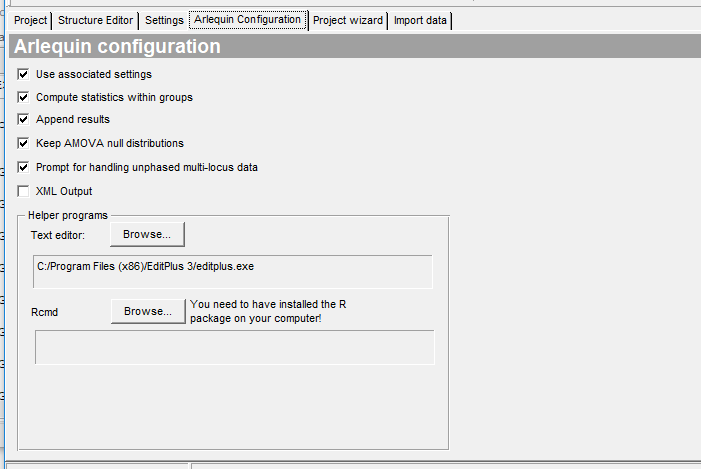 Project Structure Editor Settings Arlequin Configuration Project wizard Import data
Arlequin configuration
Use associated settings
Compute statistics within groups
Append results
Keep AMOVA null distributions
Prompt for handling unphased multi-locus data
XML Output
Helper programs
Text editor: Browse...
C:/Program Files (x86)/EditPlus 3/editplus.exe
Rcmd Browse... You need to have installed the R
package on your computer!